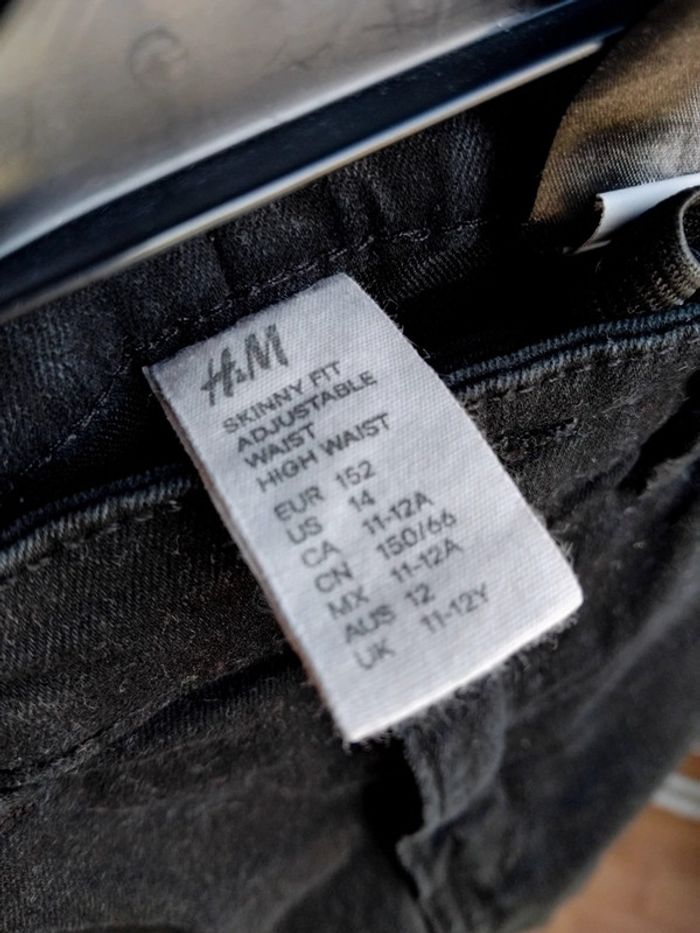 H&M
SKINNY FIT
ADJUSTABLE
WAIST
HIGH WAIST
EUR 152
US 14
CA 11-12A
CN 150/66
MX 11-12A
AUS 12
UK 11-12Y